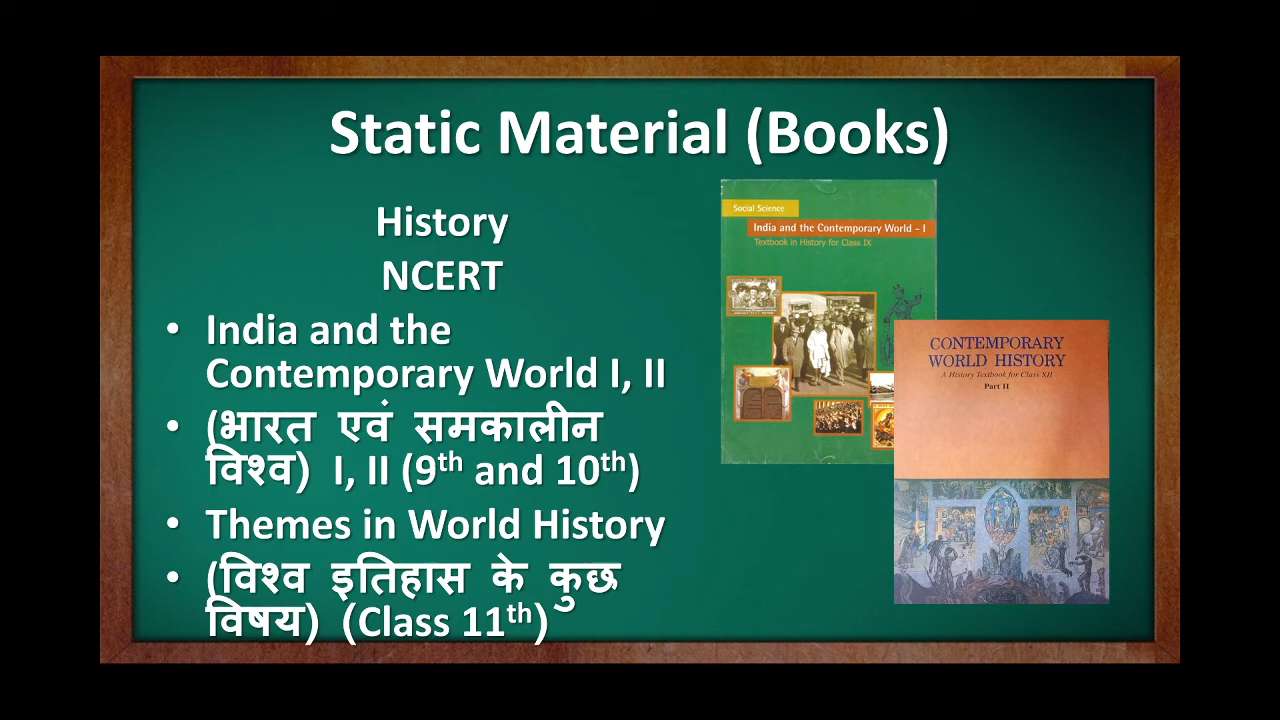 Static Material (Books)
History
NCERT
• India and the
Contemporary World I, II
• (भारत एवं समकालीन
विश्व) I, II (9th and 10th)
• Themes in World History
• (विश्व इतिहास के कुछ
विषय) (Class 11th)
Social Science
India and the Contemporary World - I
Textbook in History for Class IX
CONTEMPORARY
WORLD HISTORY
A History Textbook for Class XII
Part II